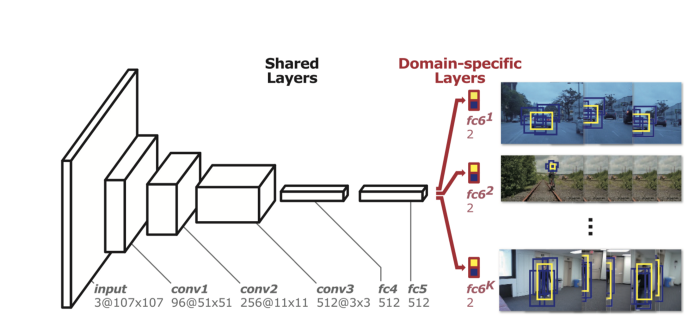 Shared
Layers
Domain-specific
Layers
fc6¹
2
fc6²
2
fc6ᴷ
2
input
3@107x107
conv1
96@51x51
conv2
256@11x11
conv3
512@3x3
fc4
512
fc5
512